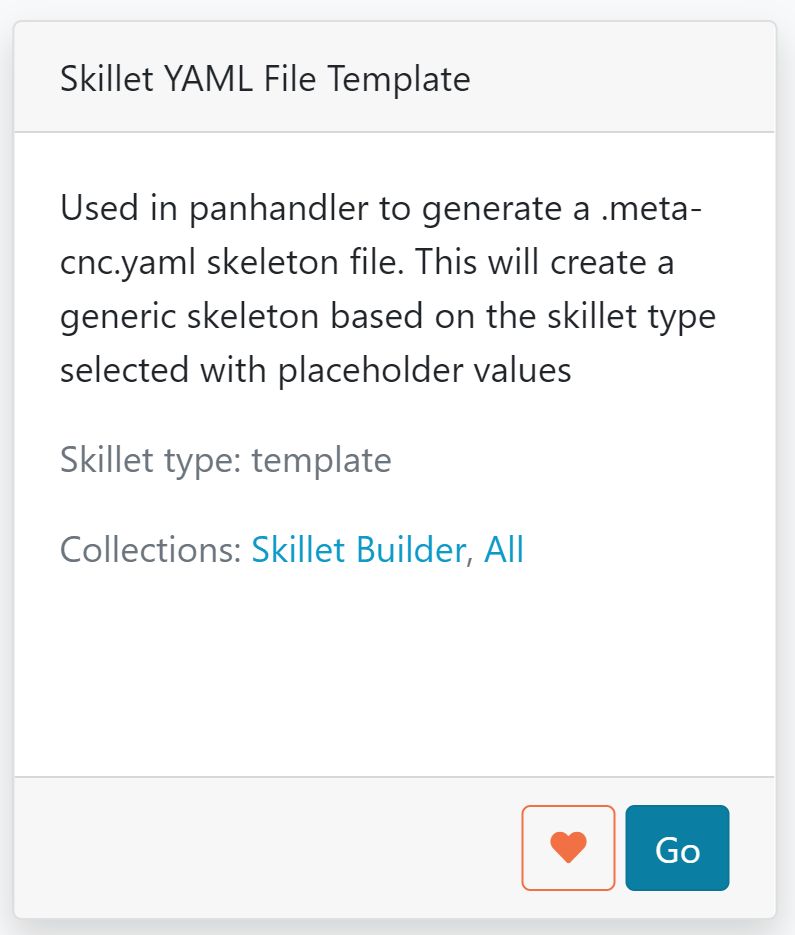 Skillet YAML File Template
Used in panhandler to generate a .meta-
cnc.yaml skeleton file. This will create a
generic skeleton based on the skillet type
selected with placeholder values
Skillet type: template
Collections: Skillet Builder, All
Go